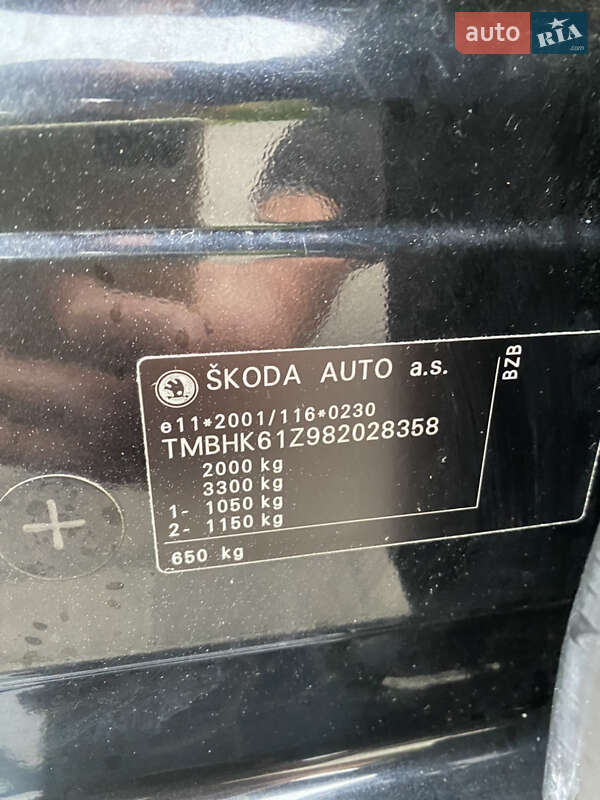 auto RIA
.com
ŠKODA AUTO a.s.
BZB
e11*2001/116*0230
TMBHK61Z982028358
2000 kg
3300 kg
1- 1050 kg
2- 1150 kg
650 kg